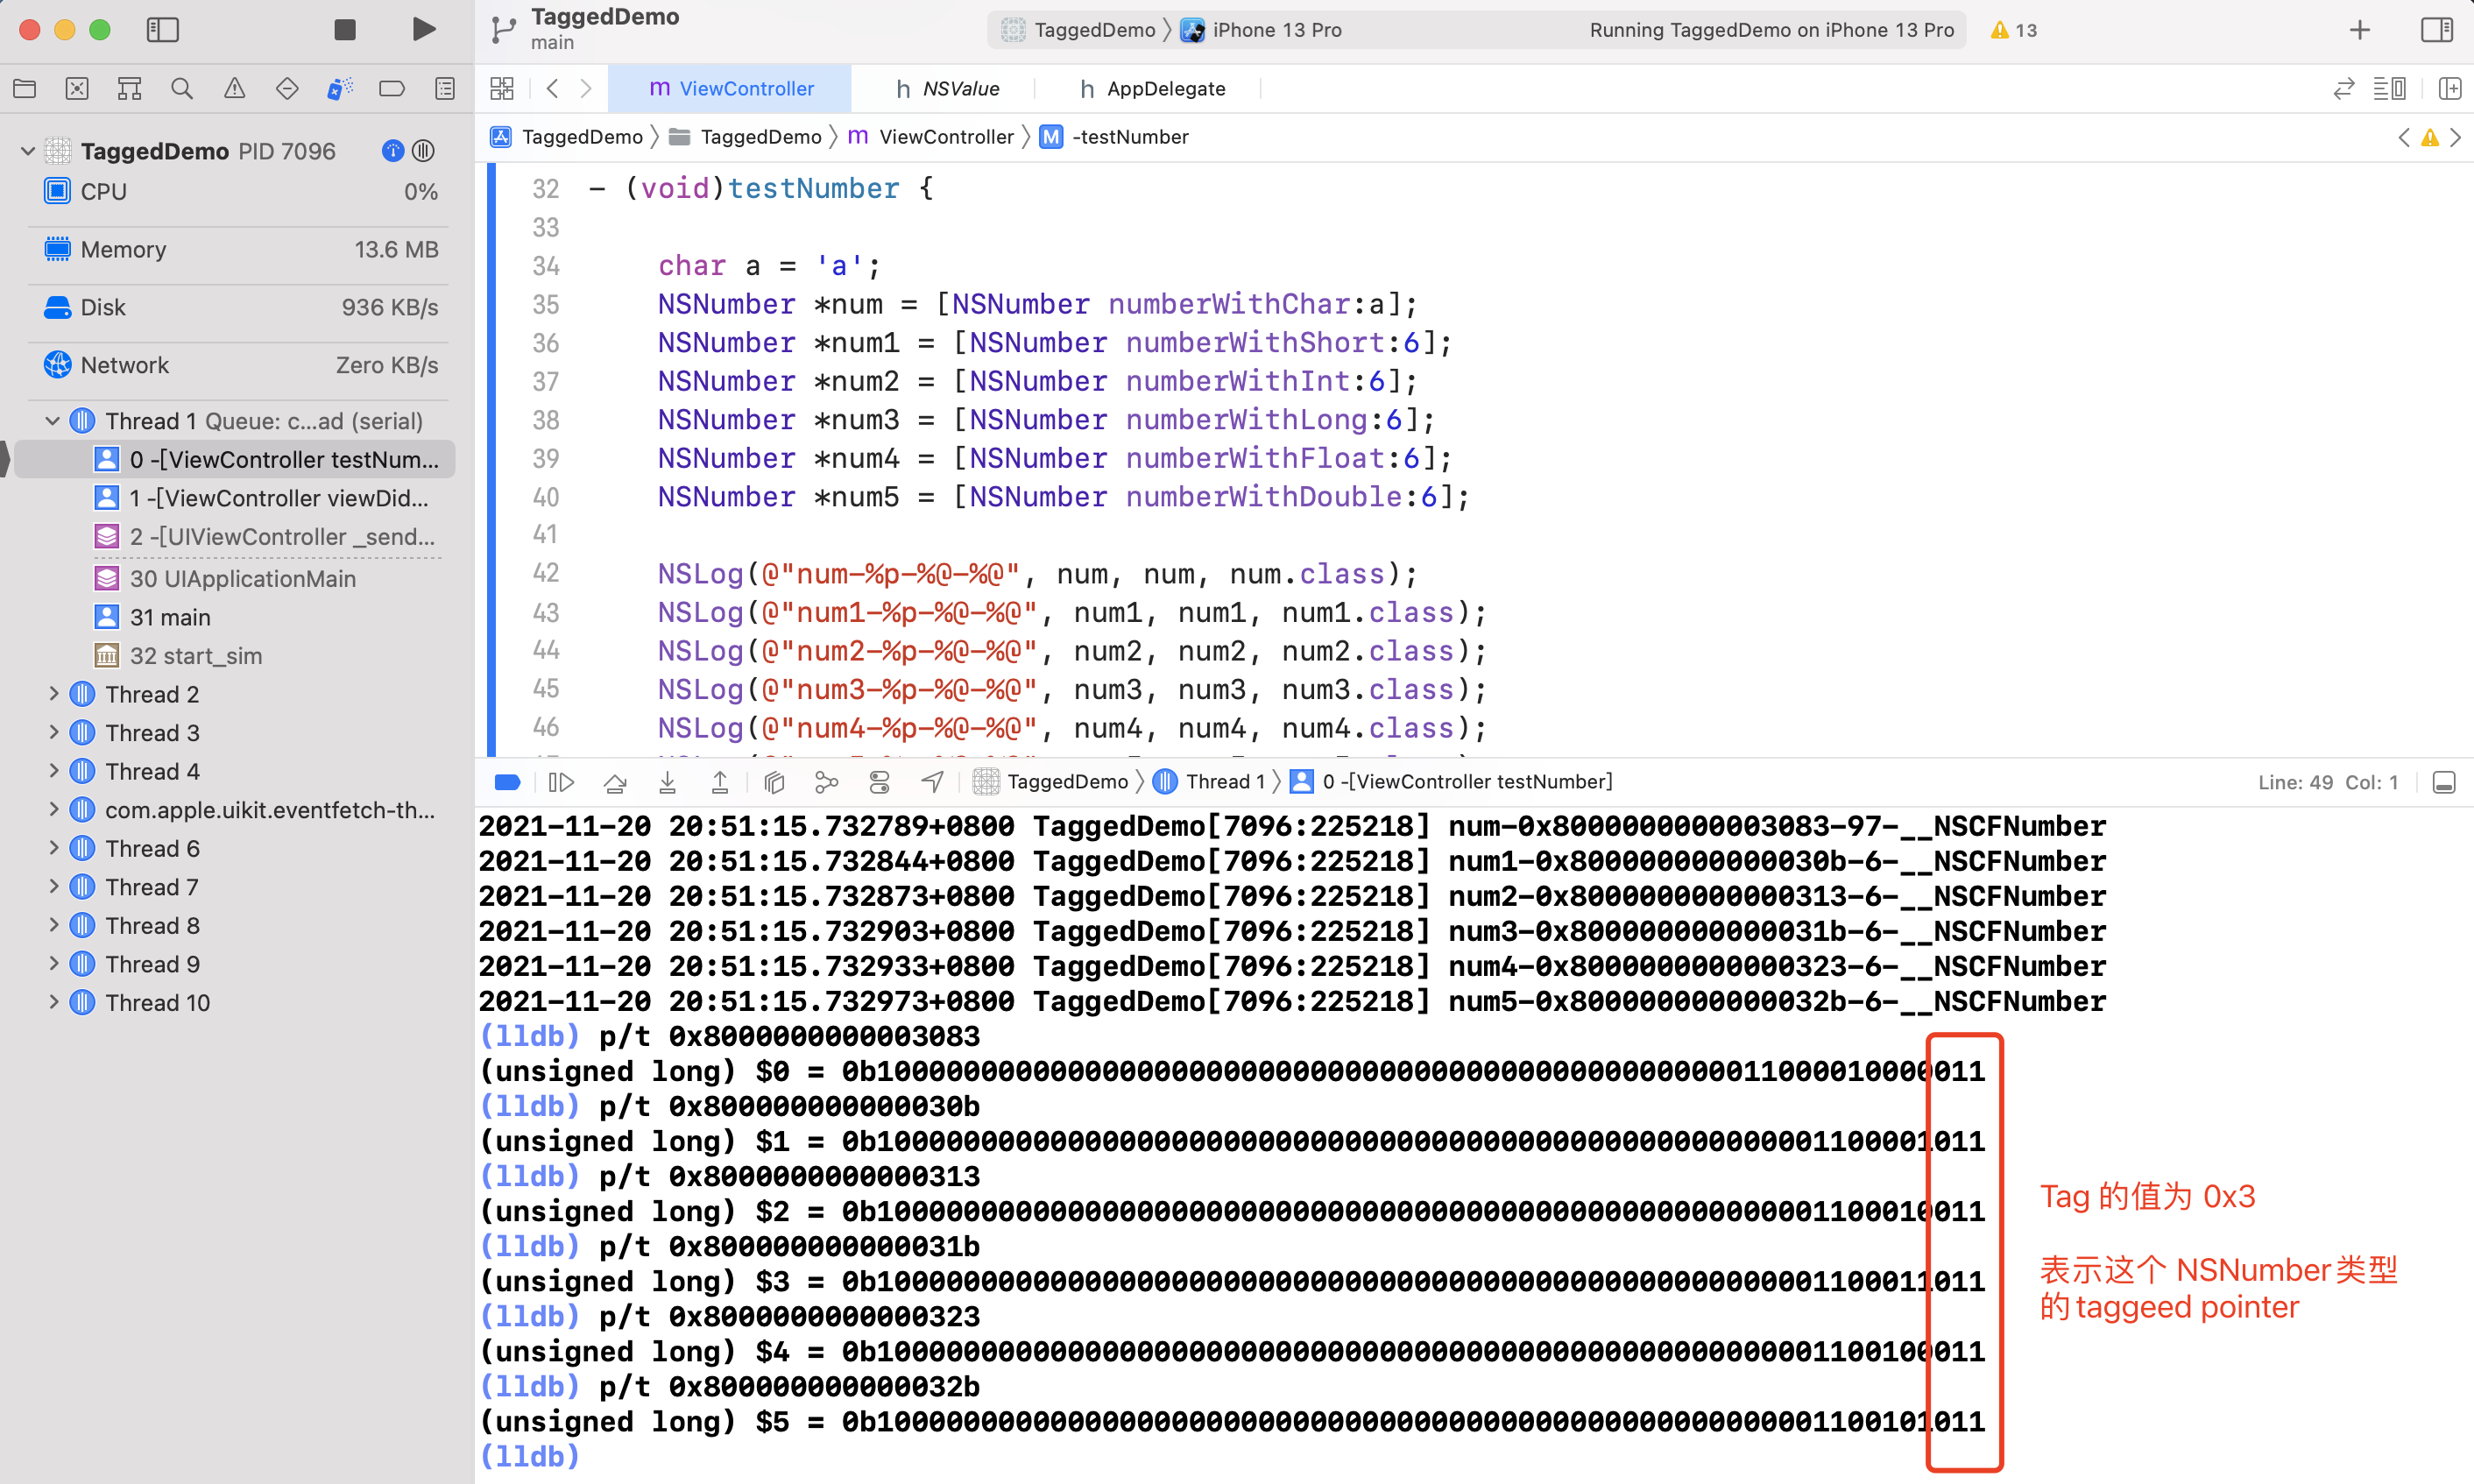 TaggedDemo
main
TaggedDemo
iPhone 13 Pro
Running TaggedDemo on iPhone 13 Pro
13
ViewController
NSValue
AppDelegate
TaggedDemo
TaggedDemo
ViewController
-testNumber
TaggedDemo PID 7096
CPU 0%
Memory 13.6 MB
Disk 936 KB/s
Network Zero KB/s
Thread 1 Queue: c...ad (serial)
0 -[ViewController testNum...
1 -[ViewController viewDid...
2 -[UIViewController _send...
30 UIApplicationMain
31 main
32 start_sim
Thread 2
Thread 3
Thread 4
com.apple.uikit.eventfetch-th...
Thread 6
Thread 7
Thread 8
Thread 9
Thread 10
32 - (void)testNumber {
33
34 char a = 'a';
35 NSNumber *num = [NSNumber numberWithChar:a];
36 NSNumber *num1 = [NSNumber numberWithShort:6];
37 NSNumber *num2 = [NSNumber numberWithInt:6];
38 NSNumber *num3 = [NSNumber numberWithLong:6];
39 NSNumber *num4 = [NSNumber numberWithFloat:6];
40 NSNumber *num5 = [NSNumber numberWithDouble:6];
41
42 NSLog(@"num-%p-%@-%@", num, num, num.class);
43 NSLog(@"num1-%p-%@-%@", num1, num1, num1.class);
44 NSLog(@"num2-%p-%@-%@", num2, num2, num2.class);
45 NSLog(@"num3-%p-%@-%@", num3, num3, num3.class);
46 NSLog(@"num4-%p-%@-%@", num4, num4, num4.class);
TaggedDemo Thread 1 0 -[ViewController testNumber]
Line: 49 Col: 1
2021-11-20 20:51:15.732789+0800 TaggedDemo[7096:225218] num-0x8000000000003083-97-__NSCFNumber
2021-11-20 20:51:15.732844+0800 TaggedDemo[7096:225218] num1-0x800000000000030b-6-__NSCFNumber
2021-11-20 20:51:15.732873+0800 TaggedDemo[7096:225218] num2-0x8000000000000313-6-__NSCFNumber
2021-11-20 20:51:15.732903+0800 TaggedDemo[7096:225218] num3-0x800000000000031b-6-__NSCFNumber
2021-11-20 20:51:15.732933+0800 TaggedDemo[7096:225218] num4-0x8000000000000323-6-__NSCFNumber
2021-11-20 20:51:15.732973+0800 TaggedDemo[7096:225218] num5-0x800000000000032b-6-__NSCFNumber
(lldb) p/t 0x8000000000003083
(unsigned long) $0 = 0b1000000000000000000000000000000000000000000000000011000010000011
(lldb) p/t 0x800000000000030b
(unsigned long) $1 = 0b1000000000000000000000000000000000000000000000000000001100001011
(lldb) p/t 0x8000000000000313
(unsigned long) $2 = 0b1000000000000000000000000000000000000000000000000000001100010011
(lldb) p/t 0x800000000000031b
(unsigned long) $3 = 0b1000000000000000000000000000000000000000000000000000001100011011
(lldb) p/t 0x8000000000000323
(unsigned long) $4 = 0b1000000000000000000000000000000000000000000000000000001100100011
(lldb) p/t 0x800000000000032b
(unsigned long) $5 = 0b1000000000000000000000000000000000000000000000000000001100101011
(lldb)
Tag 的值为 0x3
表示这个 NSNumber类型
的taggeed pointer